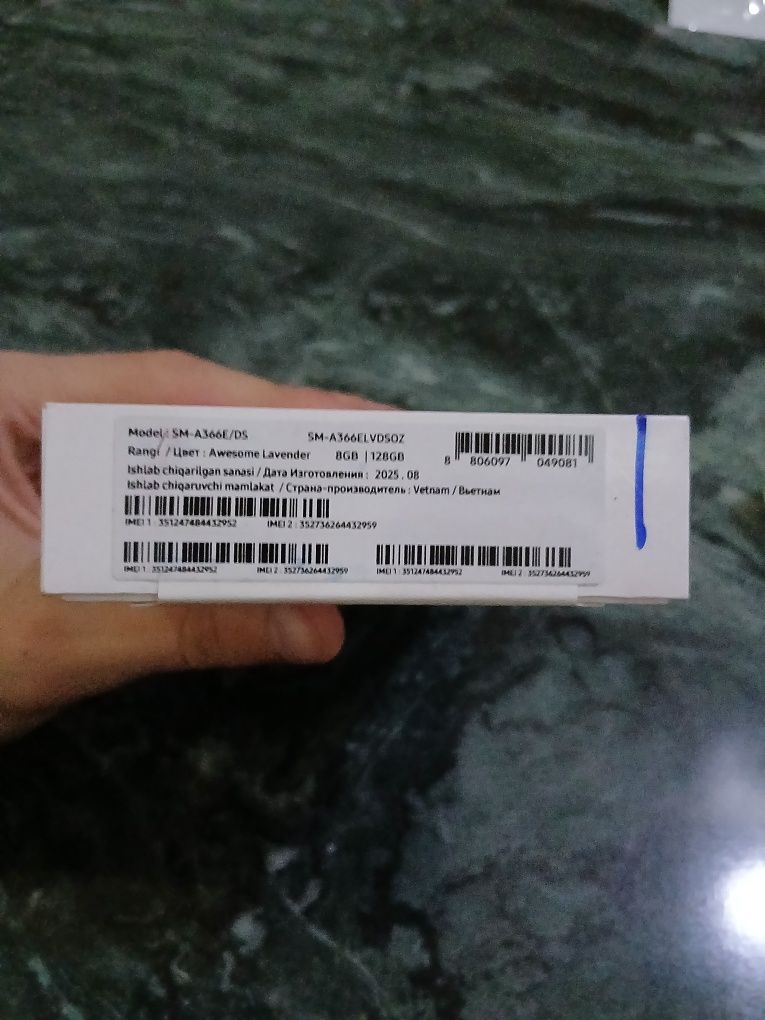 Model: SM-A366E/DS SM-A366ELVDSOZ
Rangi / Цвет : Awesome Lavender 8GB | 128GB
8 806097 049081
Ishlab chiqarilgan sanasi / Дата Изготовления : 2025 . 08
Ishlab chiqaruvchi mamlakat / Страна-производитель : Vetnam / Вьетнам
IMEI 1 : 351247484432952 IMEI 2 : 352736264432959
IMEI 1 : 351247484432952 IMEI 2 : 352736264432959 IMEI 1 : 351247484432952 IMEI 2 : 352736264432959